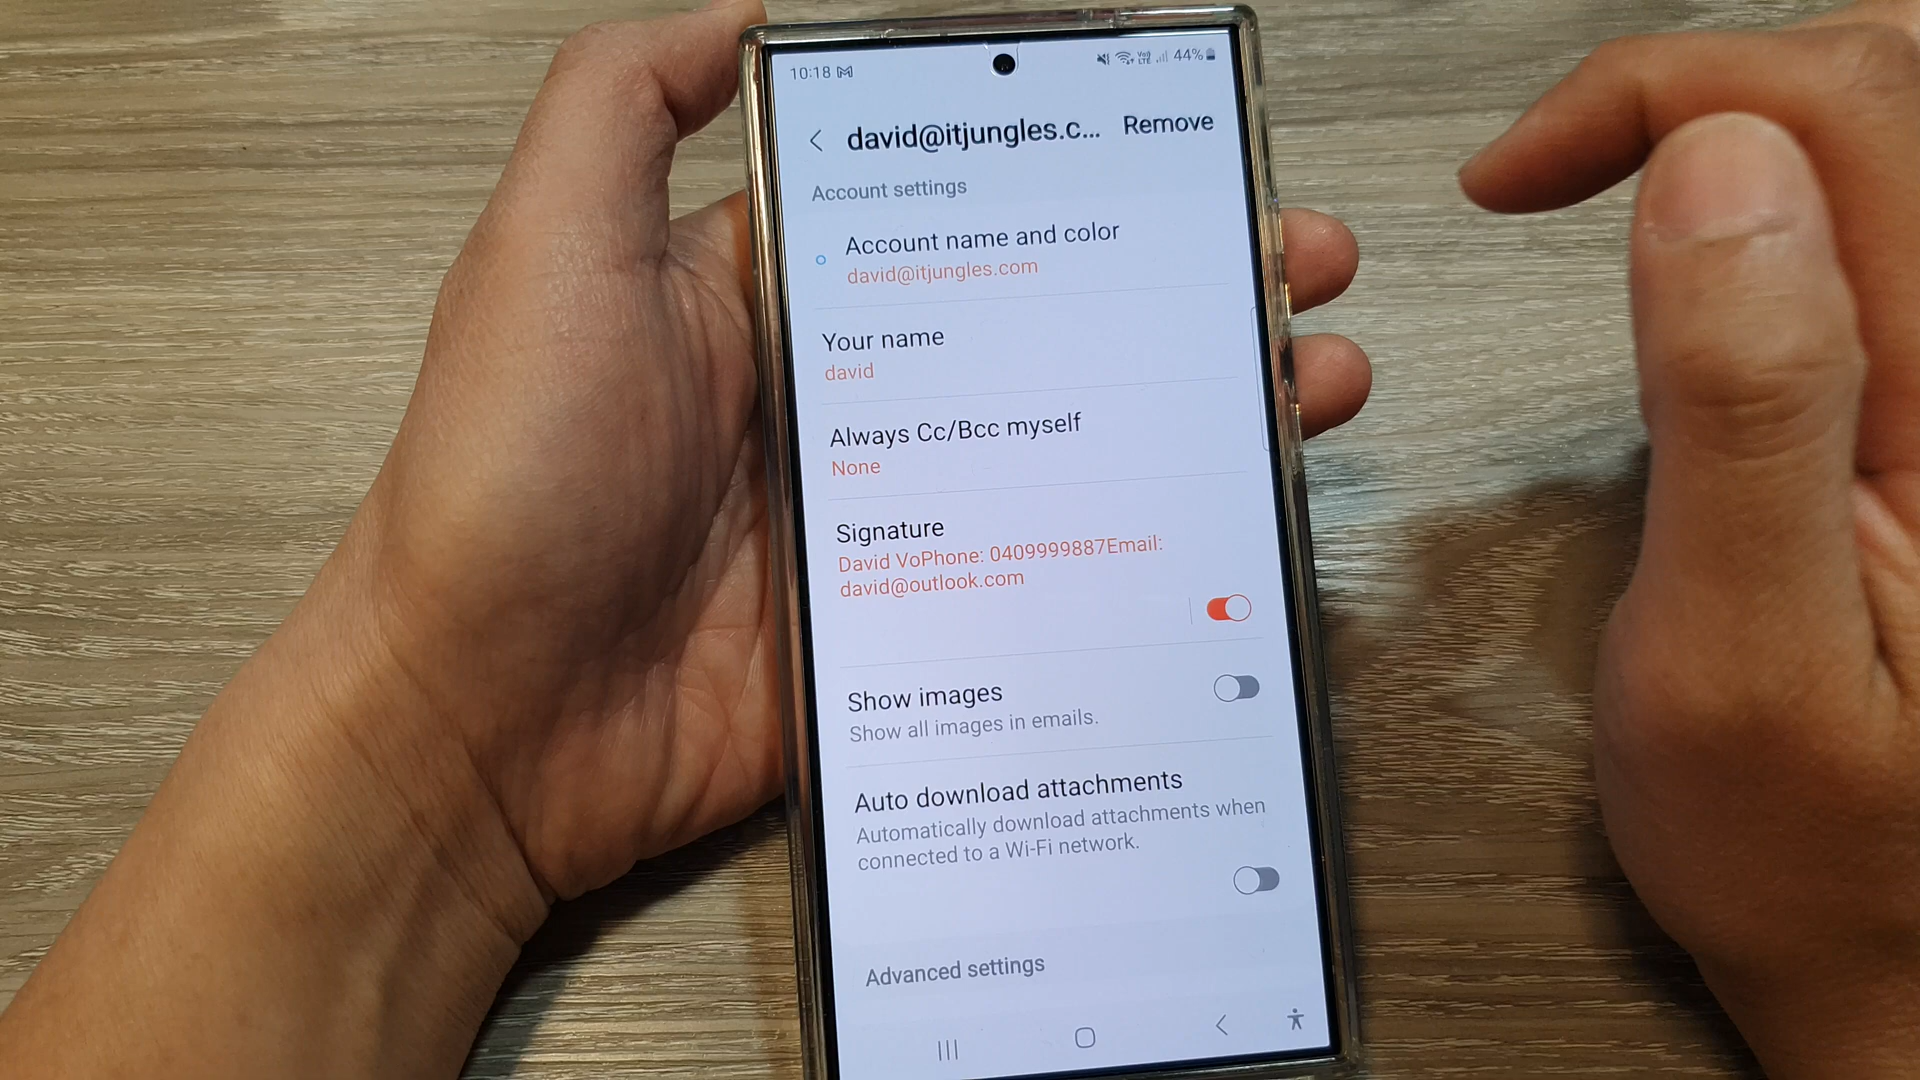 10:18
Vo)) LTE 44%
david@itjungles.c... Remove
Account settings
Account name and color
david@itjungles.com
Your name
david
Always Cc/Bcc myself
None
Signature
David VoPhone: 0409999887Email:
david@outlook.com
Show images
Show all images in emails.
Auto download attachments
Automatically download attachments when
connected to a Wi-Fi network.
Advanced settings